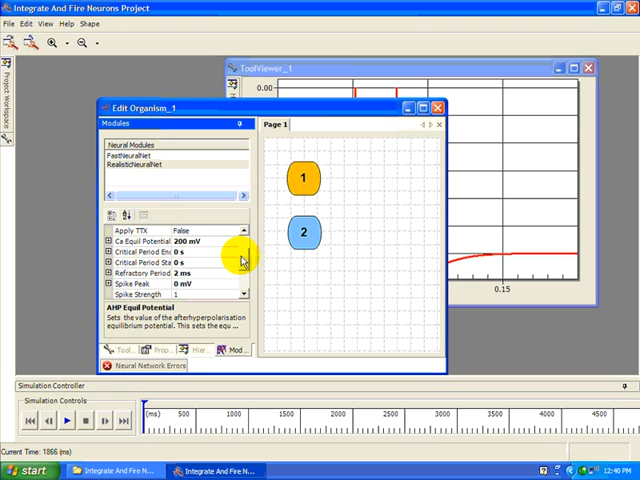 Integrate And Fire Neurons Project
File Edit View Help Shape
Project Workspace
ToolViewer_1
0.00
0.15
Edit Organism_1
Modules
Page 1
Neural Modules
FastNeuralNet
RealisticNeuralNet
Apply TTX False
Ca Equil Potential 200 mV
Critical Period En 0 s
Critical Period Sta 0 s
Refractory Period 2 ms
Spike Peak 0 mV
Spike Strength 1
AHP Equil Potential
Sets the value of the afterhyperpolarisation
equilibrium potential. This sets the equ ...
Tool... Prop... Hier... Mod...
Neural Network Errors
1
2
Simulation Controller
Simulation Controls
(ms) 500 1000 1500 2000 2500 3000 3500 4000 4500
Current Time: 1866 (ms)
start
Integrate And Fire N...
Integrate And Fire N...
12:40 PM